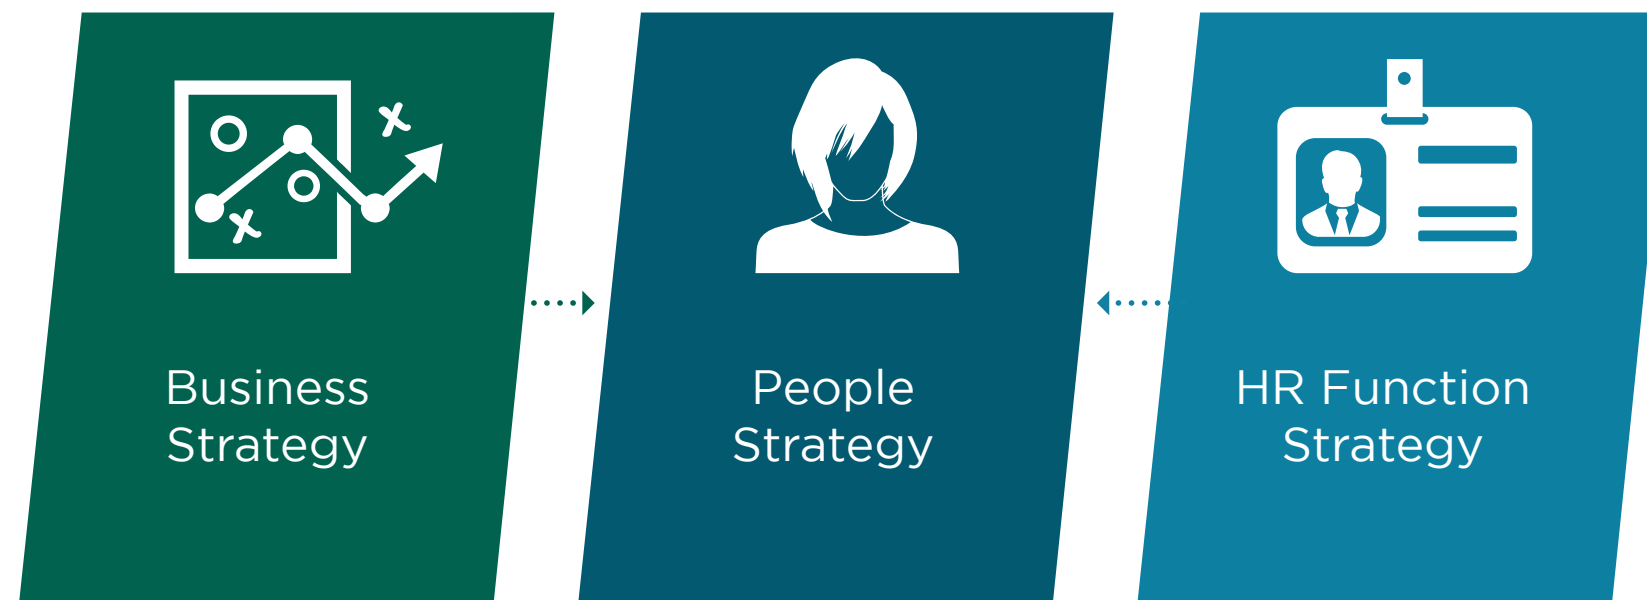 Business
Strategy
People
Strategy
HR Function
Strategy